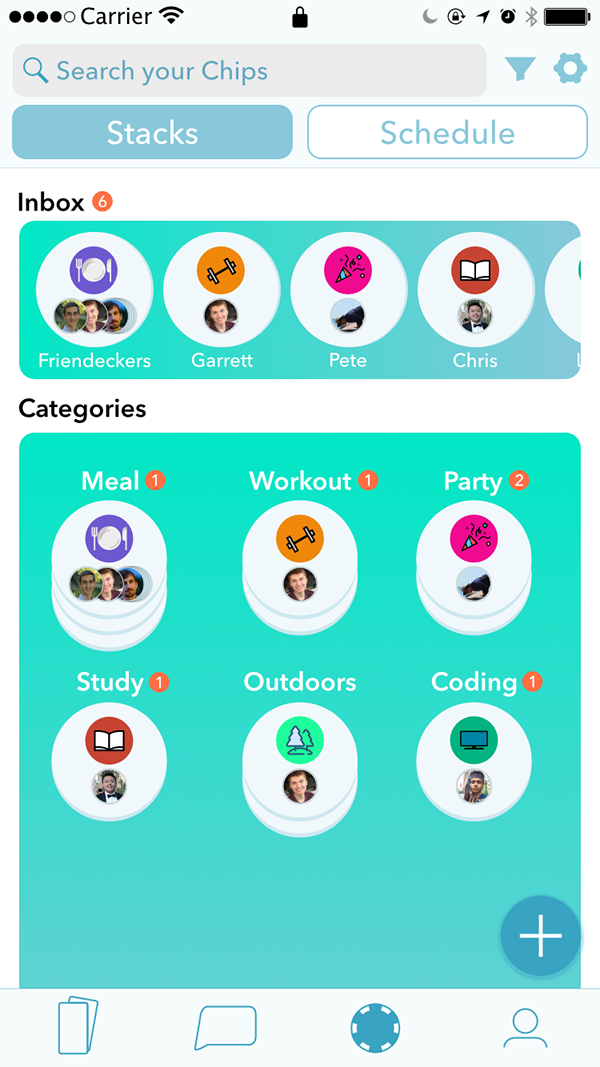 Carrier
Search your Chips
Stacks Schedule
Inbox 6
Friendeckers Garrett Pete Chris
Categories
Meal 1 Workout 1 Party 2
Study 1 Outdoors Coding 1